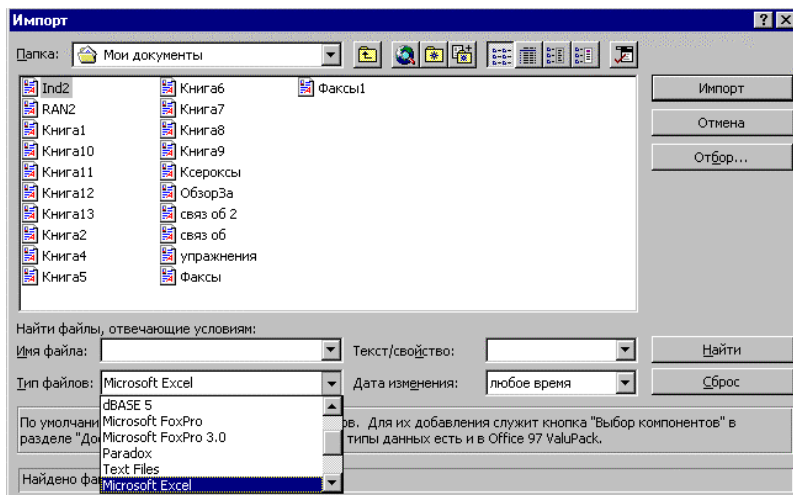 Импорт
Папка: Мои документы
Ind2 Книга6 Факсы1
RAN2 Книга7
Книга1 Книга8
Книга10 Книга9
Книга11 Ксероксы
Книга12 ОбзорЗа
Книга13 связ об 2
Книга2 связ об
Книга4 упражнения
Книга5 Факсы
Импорт
Отмена
Отбор...
Найти файлы, отвечающие условиям:
Имя файла: Текст/свойство: Найти
Тип файлов: Microsoft Excel Дата изменения: любое время Сброс
dBASE 5
Microsoft FoxPro
Microsoft FoxPro 3.0
Paradox
Text Files
Microsoft Excel
По умолчани ов. Для их добавления служит кнопка "Выбор компонентов" в
разделе "До типы данных есть и в Office 97 ValuPack.
Найдено фа